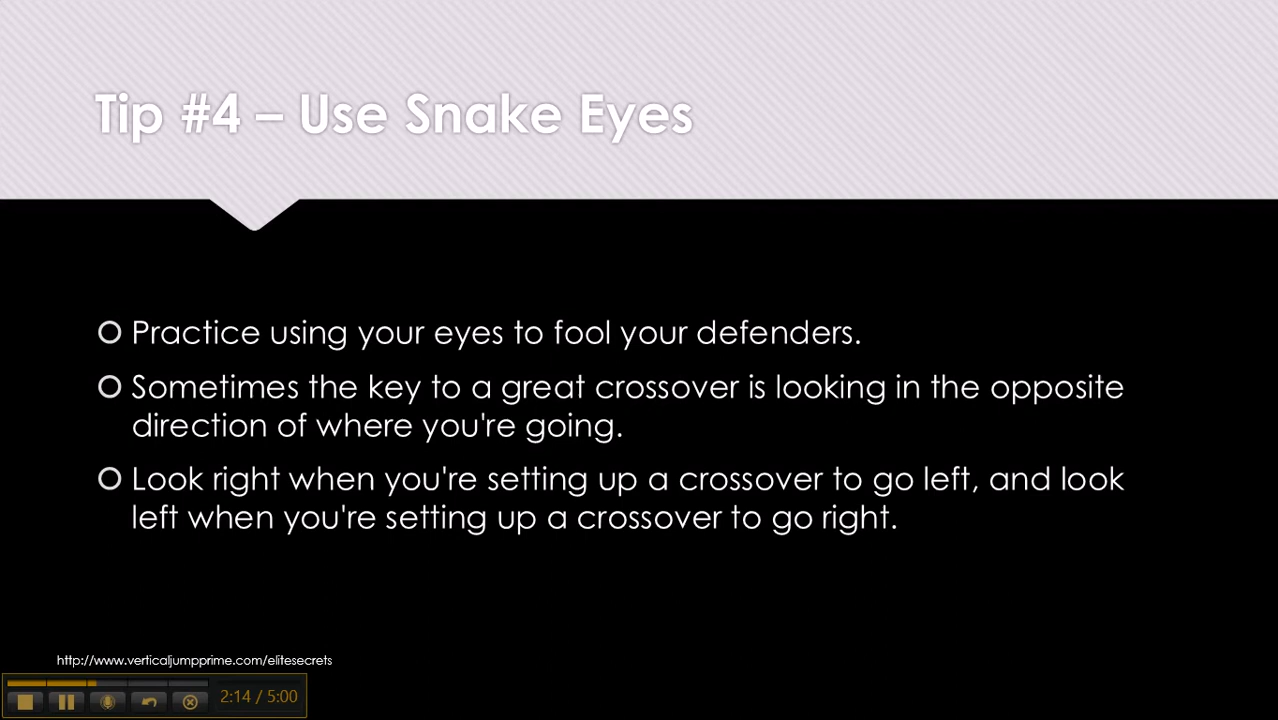 Tip #4 – Use Snake Eyes
Practice using your eyes to fool your defenders.
Sometimes the key to a great crossover is looking in the opposite
direction of where you're going.
Look right when you're setting up a crossover to go left, and look
left when you're setting up a crossover to go right.
http://www.verticaljumpprime.com/elitesecrets
2:14 / 5:00